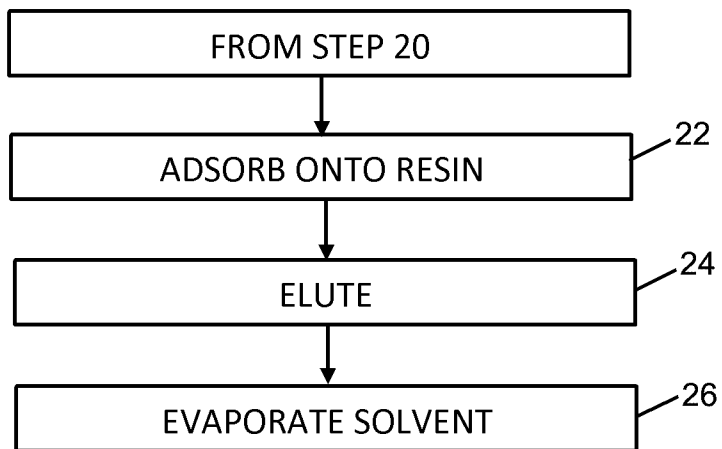 FROM STEP 20
22
ADSORB ONTO RESIN
24
ELUTE
26
EVAPORATE SOLVENT